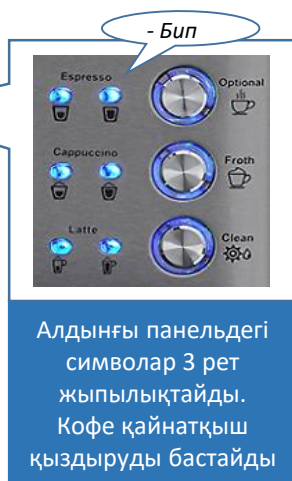 - Бип
Espresso
Optional
Cappuccino
Froth
Latte
Clean
Алдынғы панельдегі
символар 3 рет
жыпылықтайды.
Кофе қайнатқыш
қыздыруды бастайды